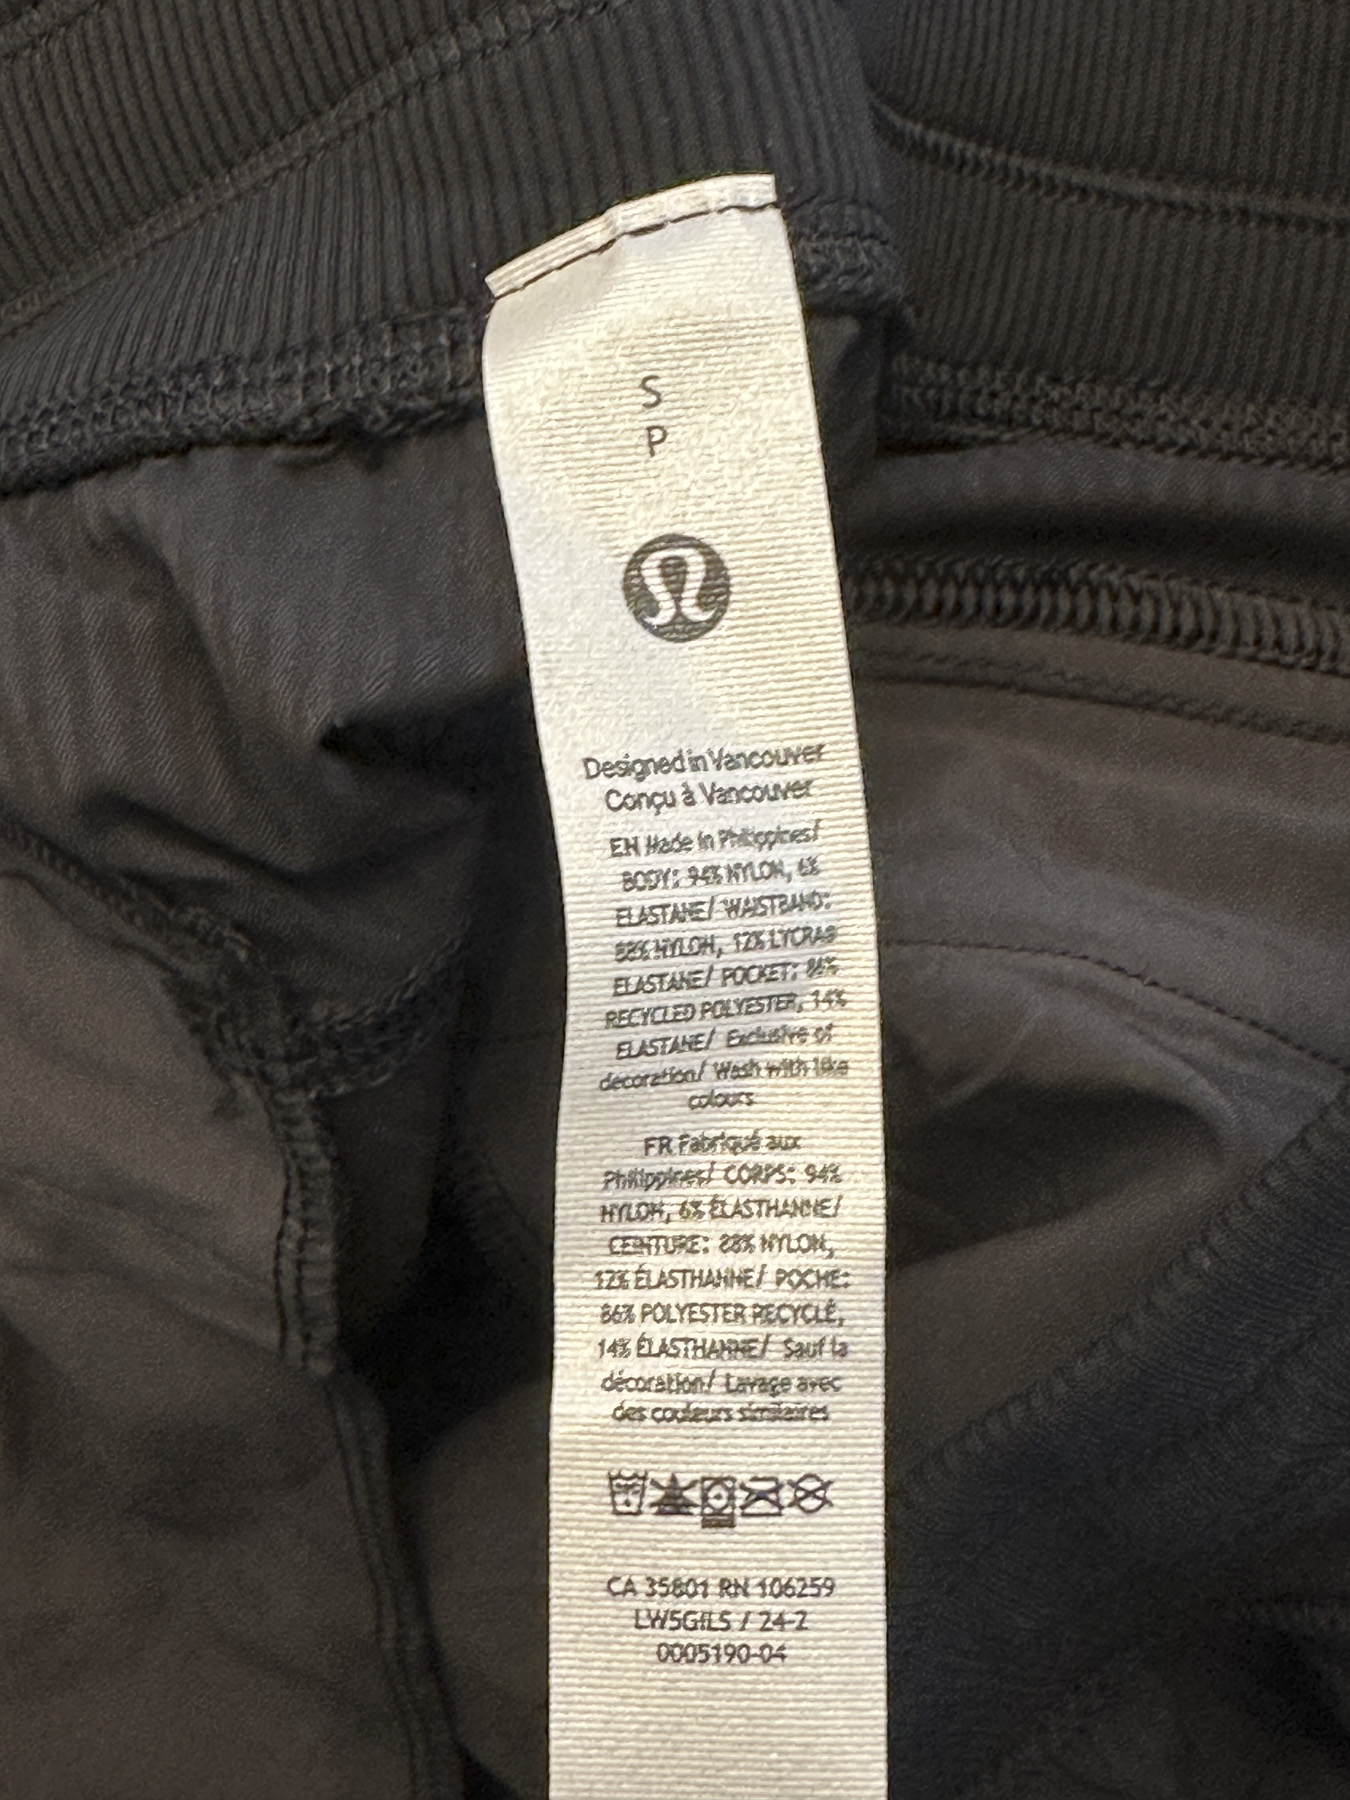 S
P
Designed in Vancouver
Conçu à Vancouver
EN Made in Philippines/
BODY: 94% NYLON, 6%
ELASTANE/ WAISTBAND:
88% NYLON, 12% LYCRA®
ELASTANE/ POCKET: 86%
RECYCLED POLYESTER, 14%
ELASTANE/ Exclusive of
decoration/ Wash with like
colours
FR Fabriqué aux
Philippines/ CORPS: 94%
NYLON, 6% ÉLASTHANNE/
CEINTURE: 88% NYLON,
12% ÉLASTHANNE/ POCHE:
86% POLYESTER RECYCLÉ,
14% ÉLASTHANNE/ Sauf la
décoration/ Lavage avec
des couleurs similaires
CA 35801 RN 106259
/ 24-2
0005190-04